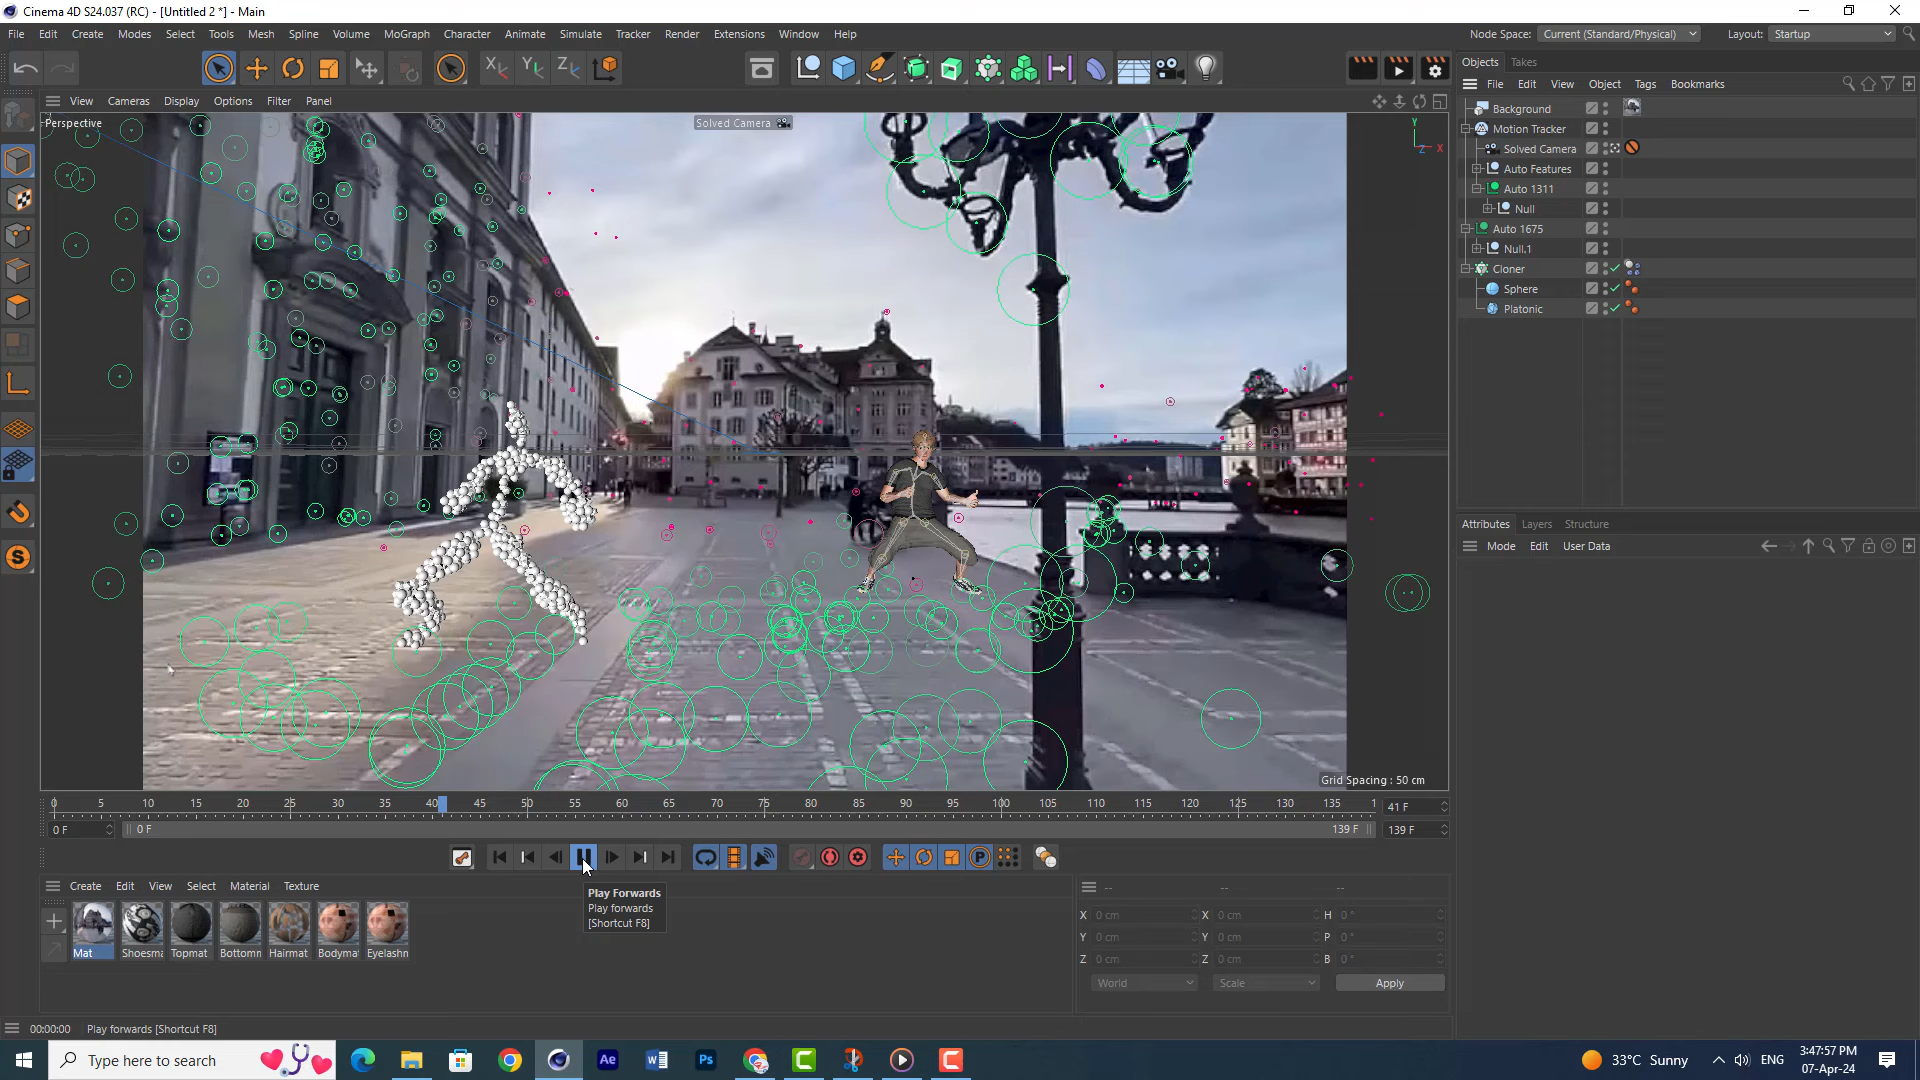 Cinema 4D S24.037 (RC) - [Untitled 2 *] - Main
File Edit Create Modes Select Tools Mesh Spline Volume MoGraph Character Animate Simulate Tracker Render Extensions Window Help
Node Space: Current (Standard/Physical) Layout: Startup
Objects Takes
File Edit View Object Tags Bookmarks
View Cameras Display Options Filter Panel
Perspective
Solved Camera
Y
Z X
Background
Motion Tracker
Solved Camera
Auto Features
Auto 1311
Null
Auto 1675
Null.1
Cloner
Sphere
Platonic
Attributes Layers Structure
Mode Edit User Data
Grid Spacing : 50 cm
0 5 10 15 20 25 30 35 40 45 50 55 60 65 70 75 80 85 90 95 100 105 110 115 120 125 130 135 1
41 F
0 F 0 F 139 F 139 F
Play Forwards
Play forwards
[Shortcut F8]
Create Edit View Select Material Texture
Mat Shoesma Topmat Bottomn Hairmat Bodymat Eyelashn
-- -- --
X 0 cm X 0 cm H 0 °
Y 0 cm Y 0 cm P 0 °
Z 0 cm Z 0 cm B 0 °
World Scale Apply
00:00:00 Play forwards [Shortcut F8]
Type here to search
33°C Sunny
ENG
3:47:57 PM
07-Apr-24